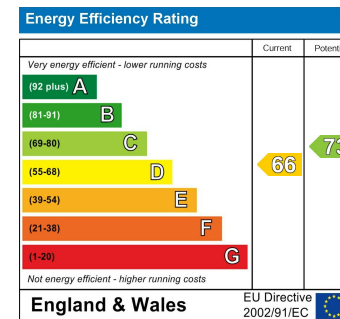 Energy Efficiency Rating
Current
Very energy efficient - lower running costs
(92 plus) A
(81-91) B
(69-80) C
73
(55-68) D
66
(39-54) E
(21-38) F
(1-20) G
Not energy efficient - higher running costs
England & Wales
EU Directive
2002/91/EC